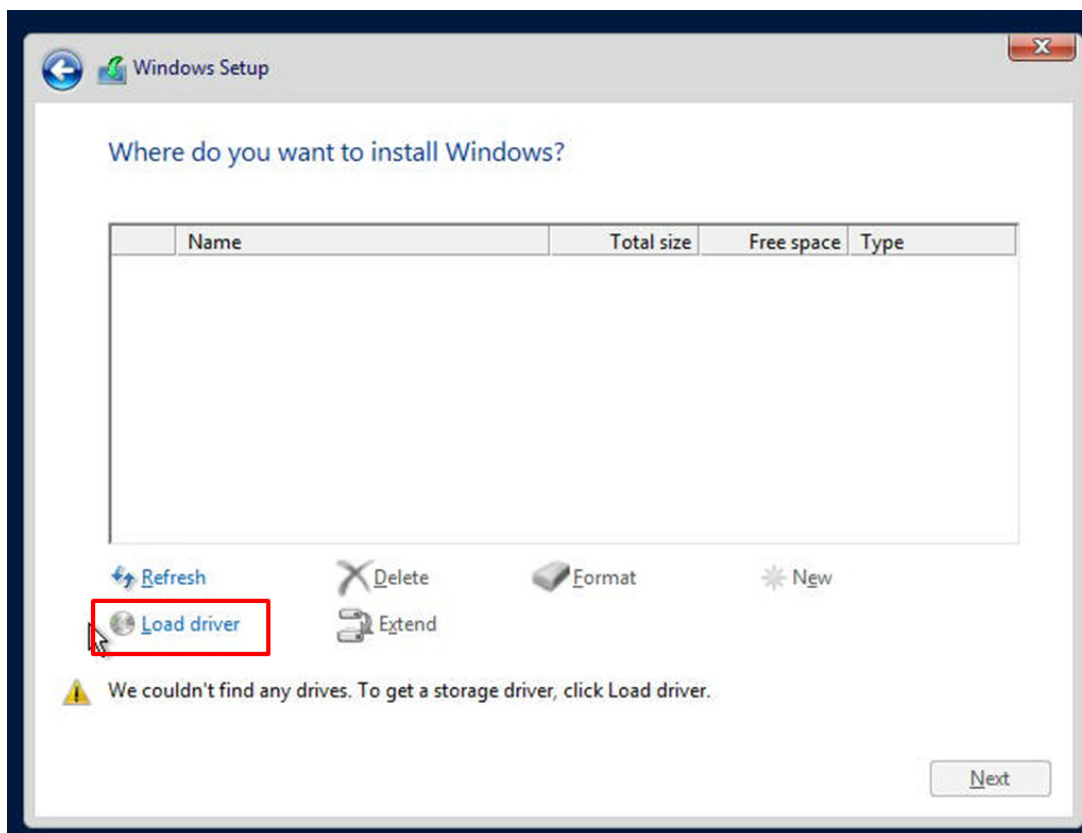 Windows Setup
Where do you want to install Windows?
Name Total size Free space Type
Refresh Delete Format New
Load driver Extend
We couldn't find any drives. To get a storage driver, click Load driver.
Next